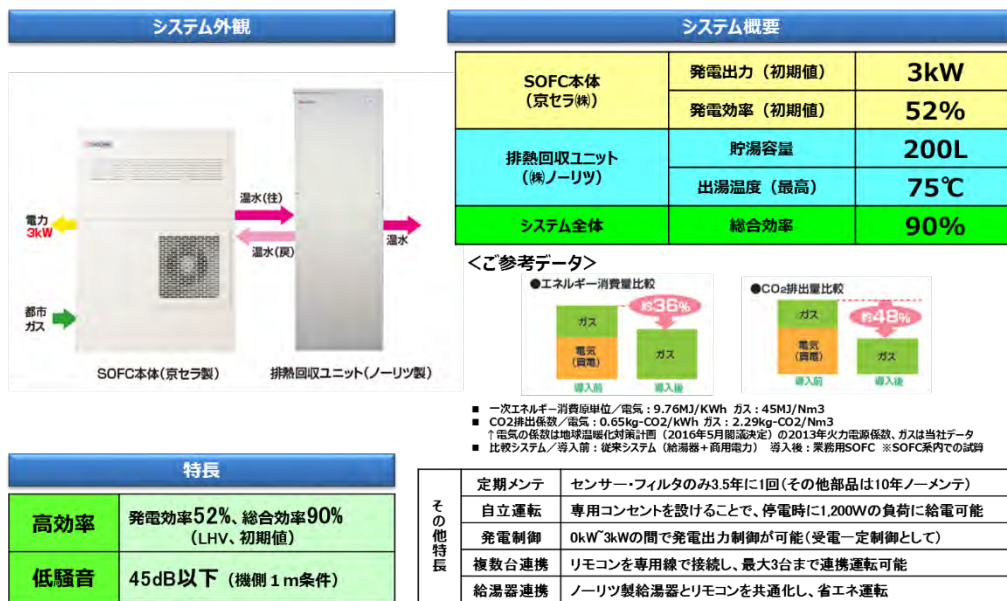 システム外観
電力
3kW
都市
ガス
温水(往)
温水(戻)
温水
SOFC本体(京セラ製)
排熱回収ユニット(ノーリツ製)
システム概要
SOFC本体
(京セラ㈱)
発電出力（初期値）
3kW
発電効率（初期値）
52%
排熱回収ユニット
(㈱ノーリツ)
貯湯容量
200L
出湯温度（最高）
75℃
システム全体
総合効率
90%
＜ご参考データ＞
●エネルギー消費量比較
ガス
電気
(買電)
約36%
ガス
導入前
導入後
●CO2排出量比較
ガス
電気
(買電)
約48%
ガス
導入前
導入後
■ 一次エネルギー消費原単位／電気：9.76MJ/KWh ガス：45MJ/Nm3
■ CO2排出係数／電気：0.65kg-CO2/kWh ガス：2.29kg-CO2/Nm3
↑電気の係数は地球温暖化対策計画（2016年5月閣議決定）の2013年火力電源係数、ガスは当社データ
■ 比較システム／導入前：従来システム（給湯器＋商用電力） 導入後：業務用SOFC ※SOFC系内での試算
特長
高効率
発電効率52%、総合効率90%
（LHV、初期値）
低騒音
45dB以下（機側１ｍ条件）
その他特長
定期メンテ
センサー・フィルタのみ3.5年に1回(その他部品は10年ノーメンテ)
自立運転
専用コンセントを設けることで、停電時に1,200Wの負荷に給電可能
発電制御
0kW~3kWの間で発電出力制御が可能(受電一定制御として)
複数台連携
リモコンを専用線で接続し、最大3台まで連携運転可能
給湯器連携
ノーリツ製給湯器とリモコンを共通化し、省エネ運転